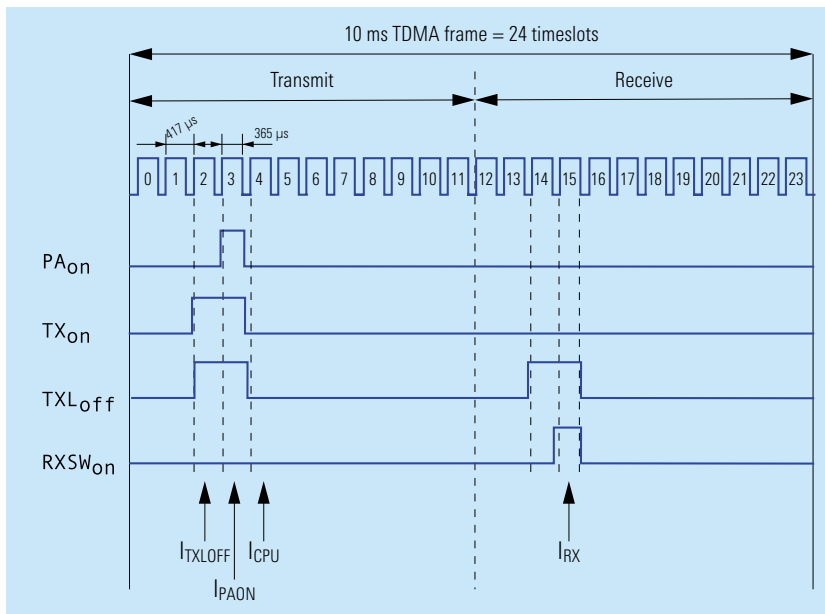 10 ms TDMA frame = 24 timeslots
Transmit
Receive
417 µs
365 µs
0 1 2 3 4 5 6 7 8 9 10 11 12 13 14 15 16 17 18 19 20 21 22 23
PAon
TXon
TXLoff
RXSWon
ITXLOFF
ICPU
IRX
IPAON